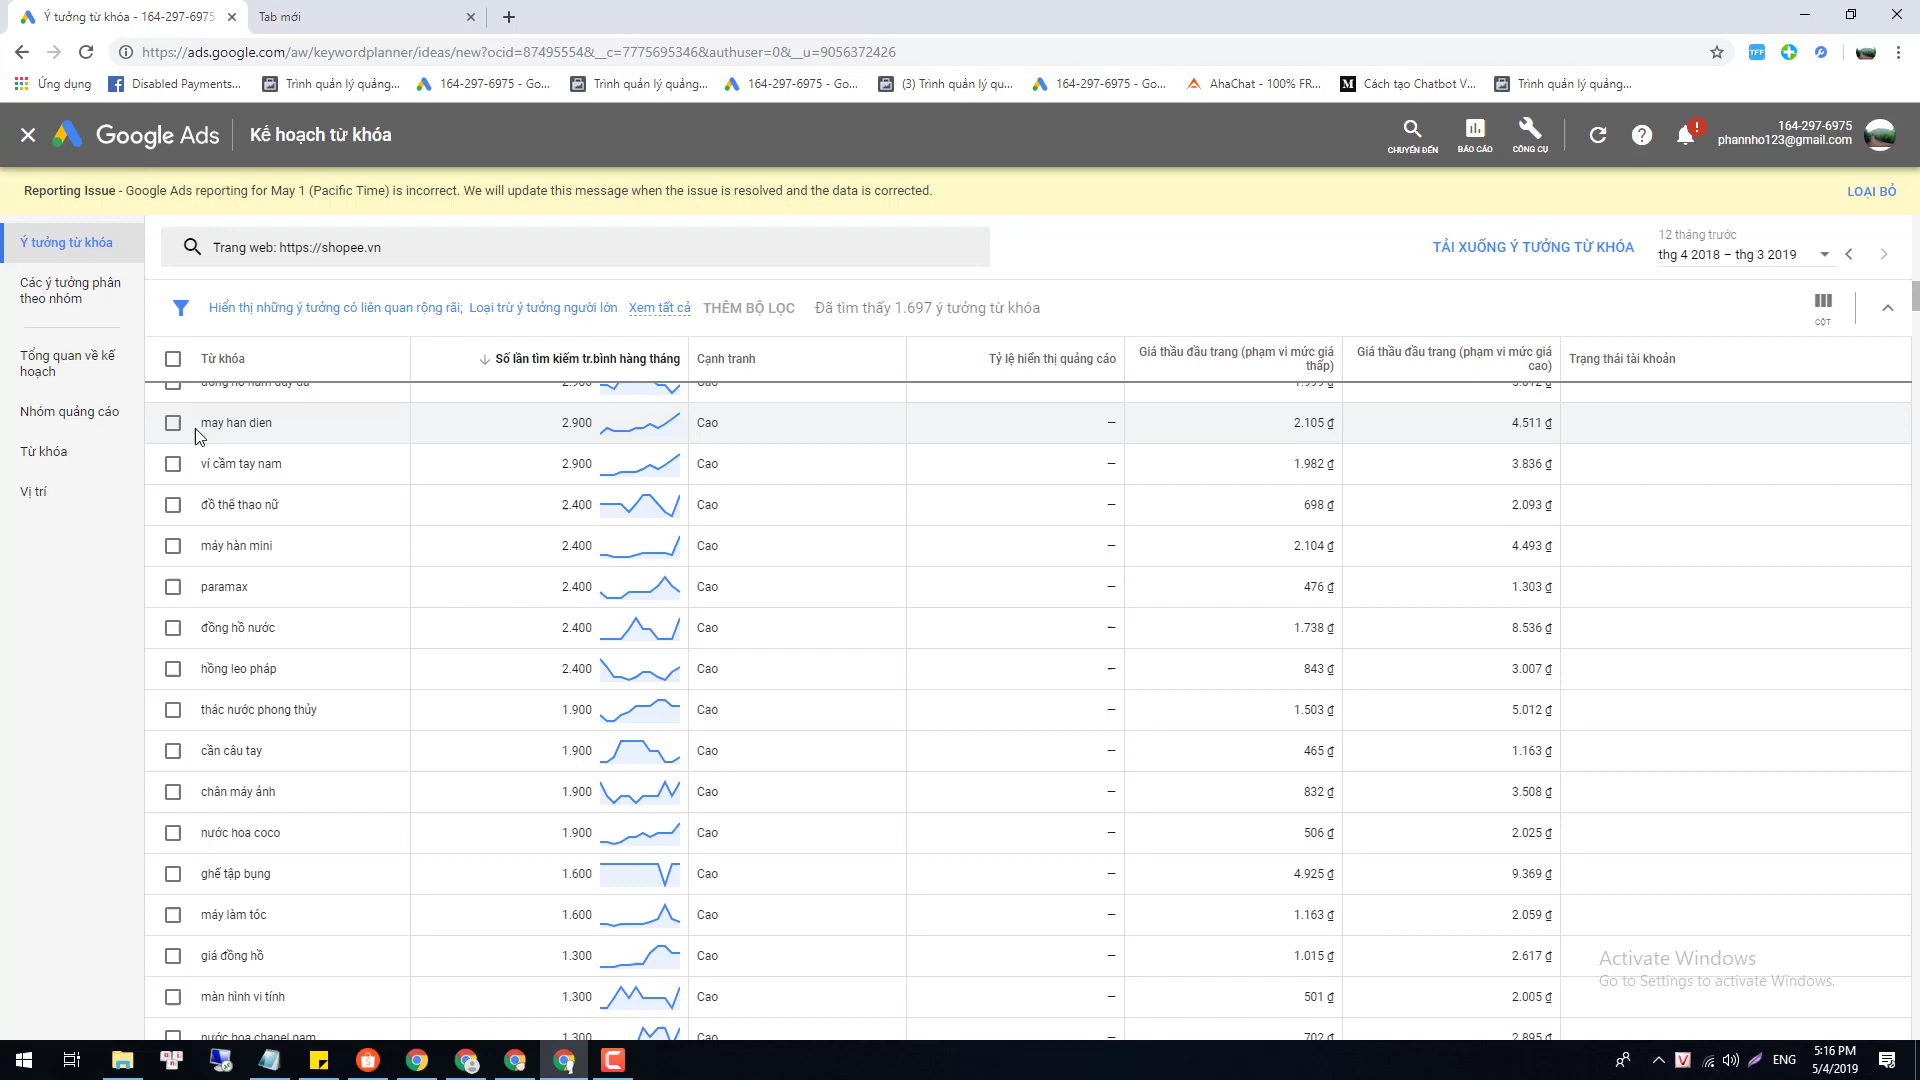 Ý tưởng từ khóa - 164-297-6975
Tab mới
https://ads.google.com/aw/keywordplanner/ideas/new?ocid=87495554&__c=7775695346&authuser=0&__u=9056372426
Ứng dụng
Disabled Payments...
Trình quản lý quảng...
164-297-6975 - Go...
Trình quản lý quảng...
164-297-6975 - Go...
(3) Trình quản lý qu...
164-297-6975 - Go...
AhaChat - 100% FR...
Cách tạo Chatbot V...
Trình quản lý quảng...
Google Ads
Kế hoạch từ khóa
CHUYỂN ĐẾN
BÁO CÁO
CÔNG CỤ
164-297-6975
phannho123@gmail.com
Reporting Issue - Google Ads reporting for May 1 (Pacific Time) is incorrect. We will update this message when the issue is resolved and the data is corrected.
LOẠI BỎ
Ý tưởng từ khóa
Các ý tưởng phân
theo nhóm
Tổng quan về kế
hoạch
Nhóm quảng cáo
Từ khóa
Vị trí
Trang web: https://shopee.vn
TẢI XUỐNG Ý TƯỞNG TỪ KHÓA
12 tháng trước
thg 4 2018 – thg 3 2019
Hiển thị những ý tưởng có liên quan rộng rãi; Loại trừ ý tưởng người lớn Xem tất cả THÊM BỘ LỌC Đã tìm thấy 1.697 ý tưởng từ khóa
CỘT
Từ khóa
Số lần tìm kiếm tr.bình hàng tháng
Cạnh tranh
Tỷ lệ hiển thị quảng cáo
Giá thầu đầu trang (phạm vi mức giá
thấp)
Giá thầu đầu trang (phạm vi mức giá
cao)
Trạng thái tài khoản
may han dien 2.900 Cao – 2.105 ₫ 4.511 ₫
ví cầm tay nam 2.900 Cao – 1.982 ₫ 3.836 ₫
đồ thể thao nữ 2.400 Cao – 698 ₫ 2.093 ₫
máy hàn mini 2.400 Cao – 2.104 ₫ 4.493 ₫
paramax 2.400 Cao – 476 ₫ 1.303 ₫
đồng hồ nước 2.400 Cao – 1.738 ₫ 8.536 ₫
hồng leo pháp 2.400 Cao – 843 ₫ 3.007 ₫
thác nước phong thủy 1.900 Cao – 1.503 ₫ 5.012 ₫
cần câu tay 1.900 Cao – 465 ₫ 1.163 ₫
chân máy ảnh 1.900 Cao – 832 ₫ 3.508 ₫
nước hoa coco 1.900 Cao – 506 ₫ 2.025 ₫
ghế tập bụng 1.600 Cao – 4.925 ₫ 9.369 ₫
máy làm tóc 1.600 Cao – 1.163 ₫ 2.059 ₫
giá đồng hồ 1.300 Cao – 1.015 ₫ 2.617 ₫
màn hình vi tính 1.300 Cao – 501 ₫ 2.005 ₫
nước hoa chanel nam 1.300 Cao 702 ₫ 2.895 ₫
Activate Windows
Go to Settings to activate Windows.
ENG
5:16 PM
5/4/2019